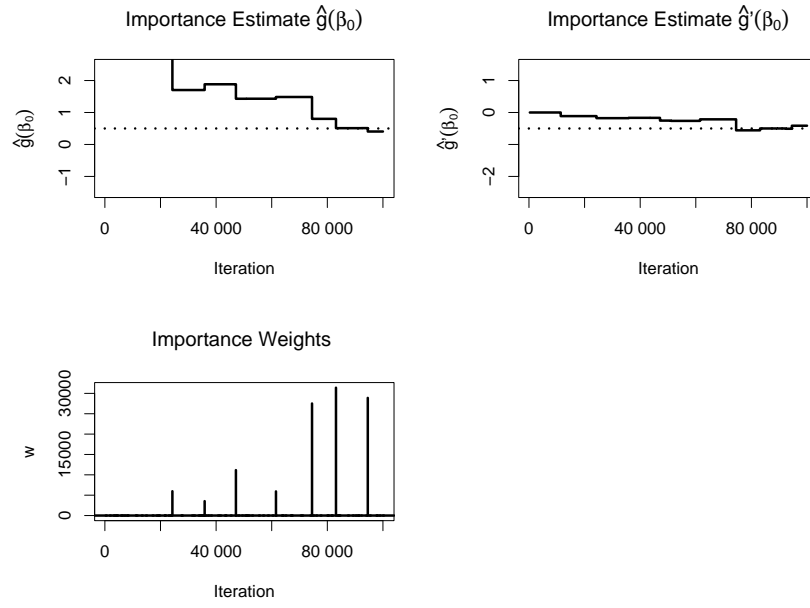 Importance Estimate ĝ(β₀)
ĝ(β₀)
2
1
0
−1
0
40 000
80 000
Iteration
Importance Estimate ĝ'(β₀)
ĝ'(β₀)
1
0
−2
0
40 000
80 000
Iteration
Importance Weights
w
30000
15000
0
0
40 000
80 000
Iteration